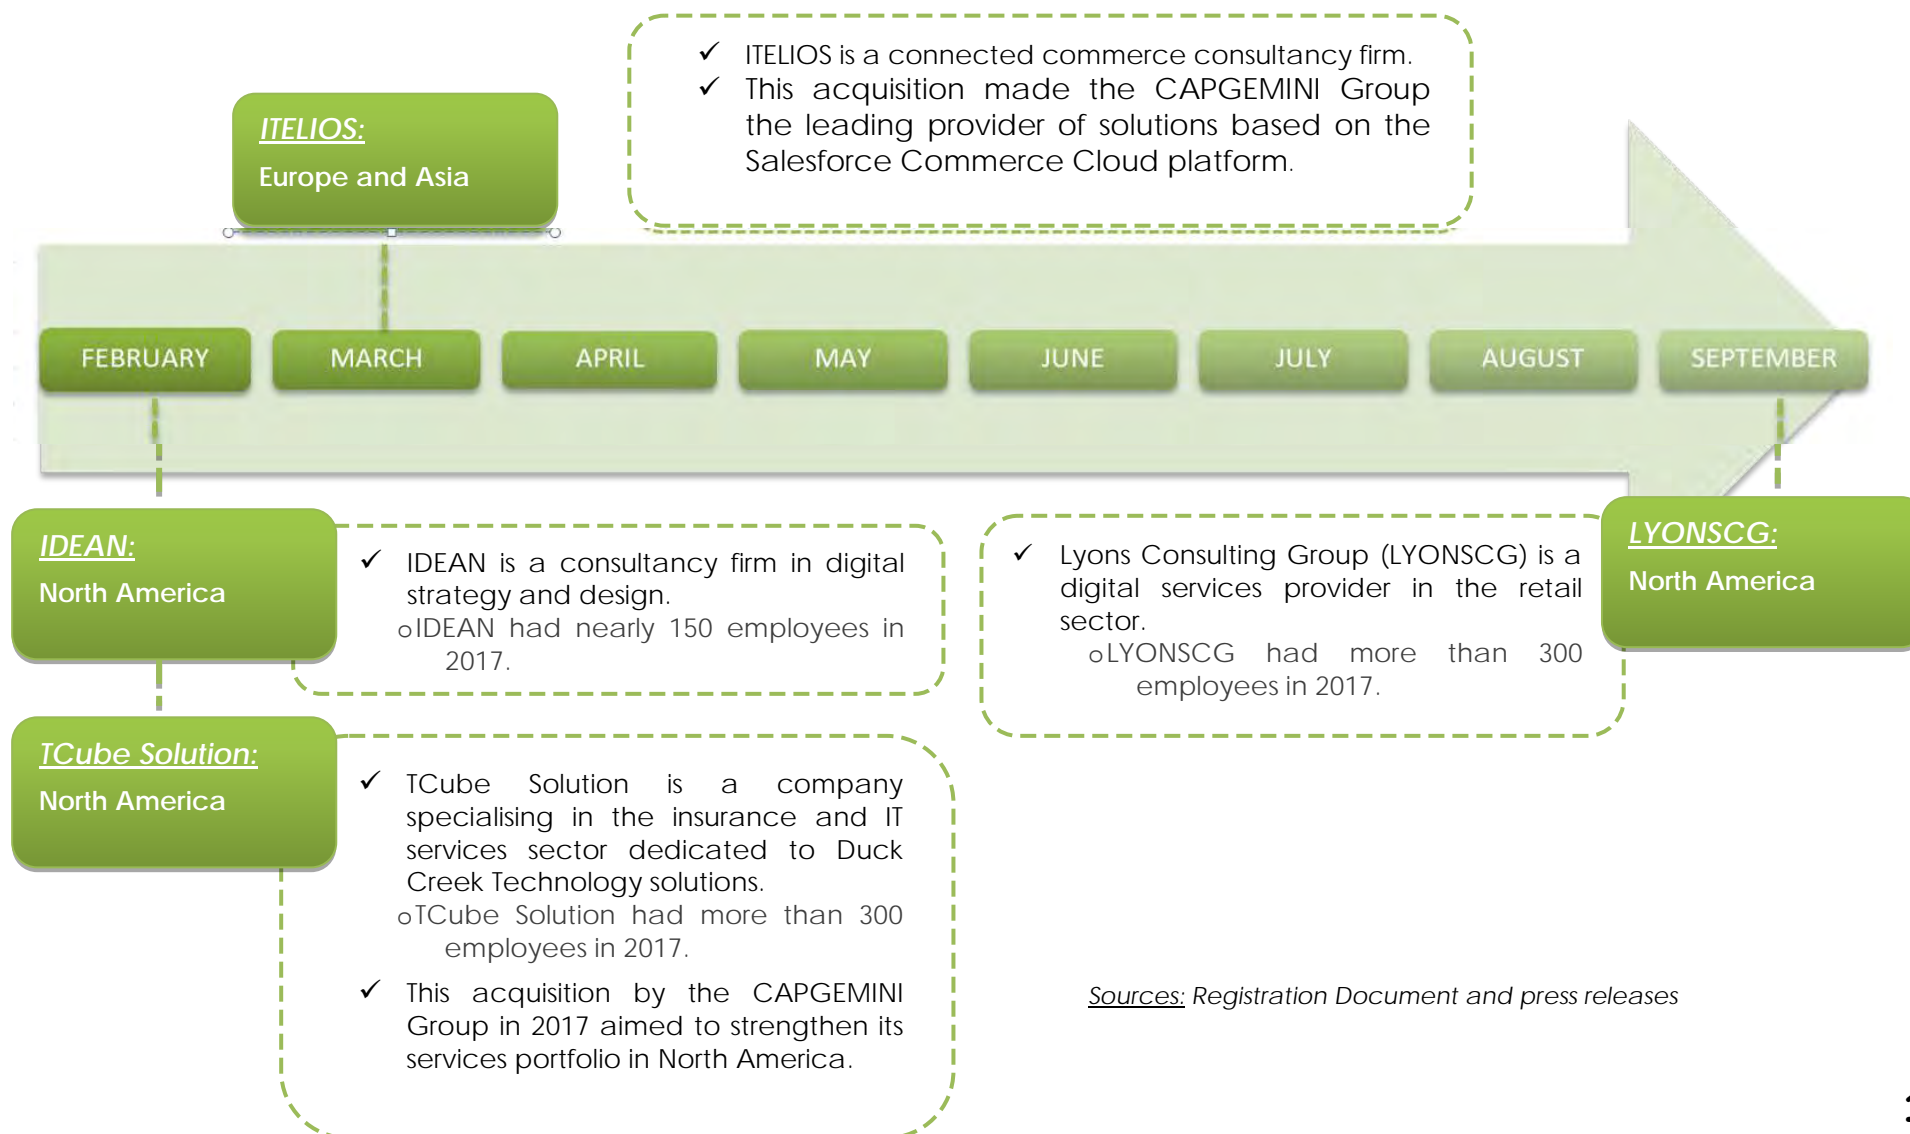 ✓ ITELIOS is a connected commerce consultancy firm.
✓ This acquisition made the CAPGEMINI Group
the leading provider of solutions based on the
Salesforce Commerce Cloud platform.
ITELIOS:
Europe and Asia
FEBRUARY
MARCH
APRIL
MAY
JUNE
JULY
AUGUST
SEPTEMBER
IDEAN:
North America
✓ IDEAN is a consultancy firm in digital
strategy and design.
o IDEAN had nearly 150 employees in
2017.
✓ Lyons Consulting Group (LYONSCG) is a
digital services provider in the retail
sector.
o LYONSCG had more than 300
employees in 2017.
LYONSCG:
North America
TCube Solution:
North America
✓ TCube Solution is a company
specialising in the insurance and IT
services sector dedicated to Duck
Creek Technology solutions.
o TCube Solution had more than 300
employees in 2017.
✓ This acquisition by the CAPGEMINI
Group in 2017 aimed to strengthen its
services portfolio in North America.
Sources: Registration Document and press releases